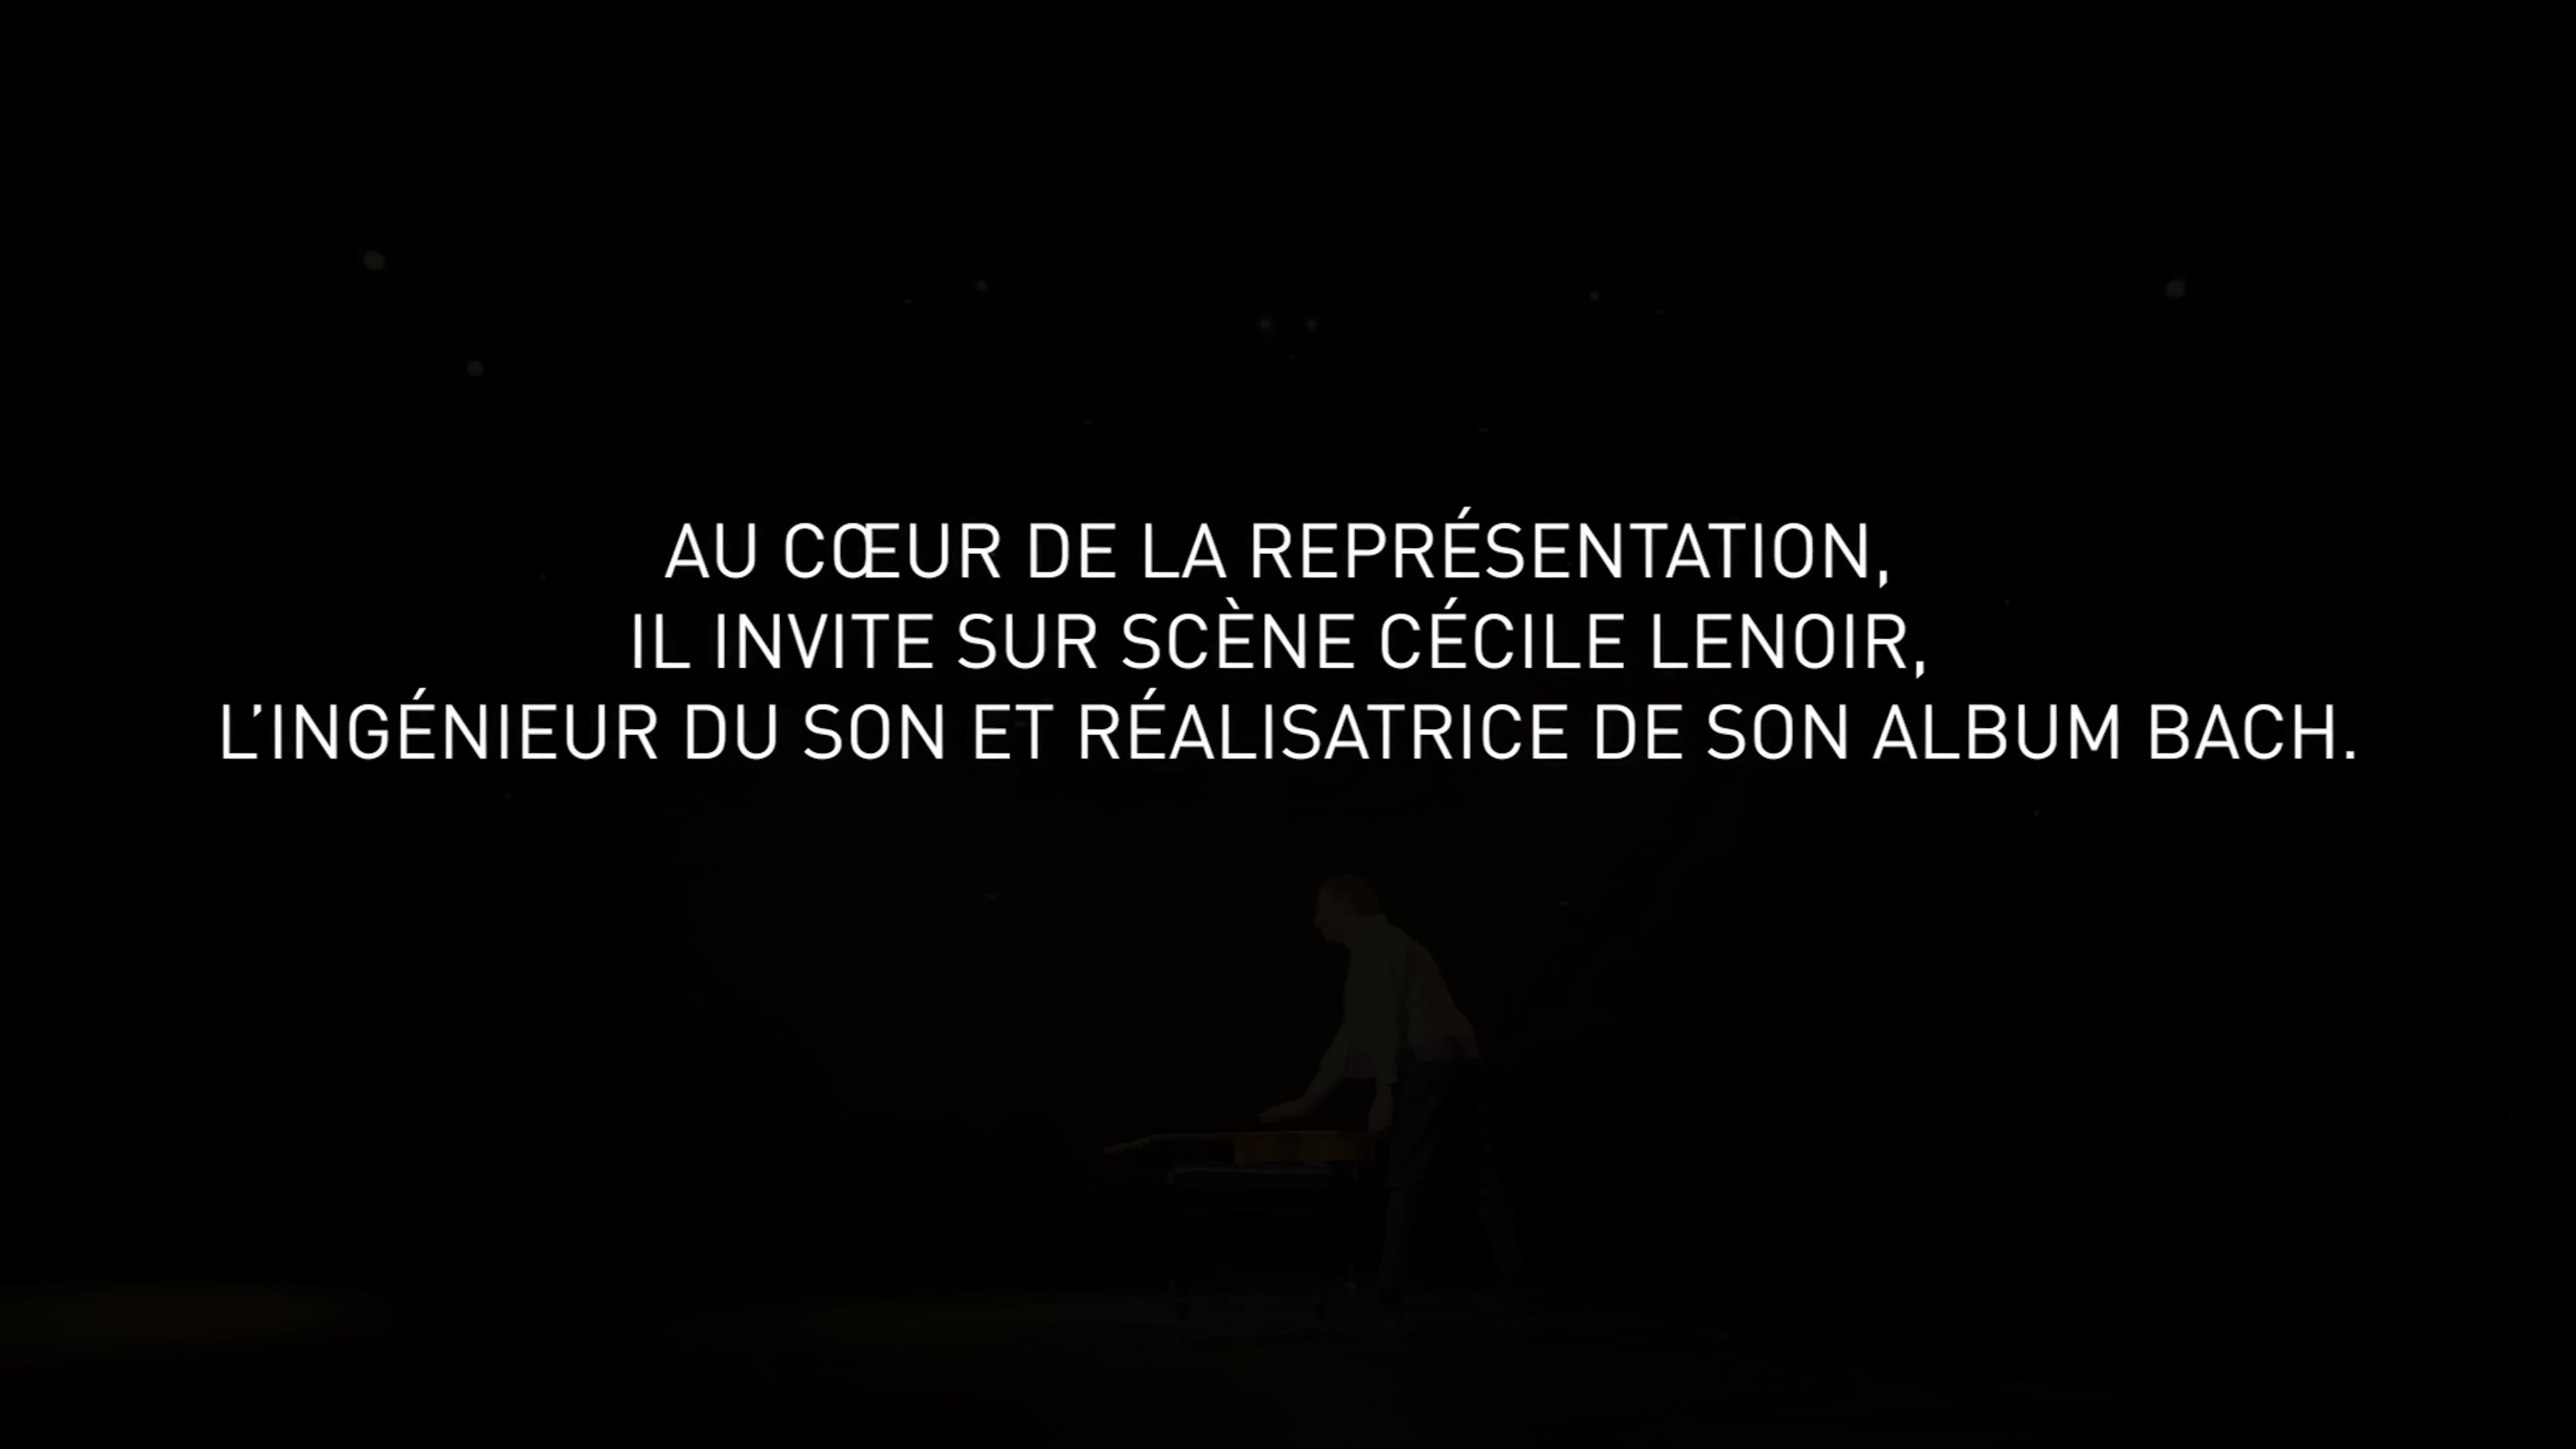 AU CŒUR DE LA REPRÉSENTATION,
IL INVITE SUR SCÈNE CÉCILE LENOIR,
L’INGÉNIEUR DU SON ET RÉALISATRICE DE SON ALBUM BACH.